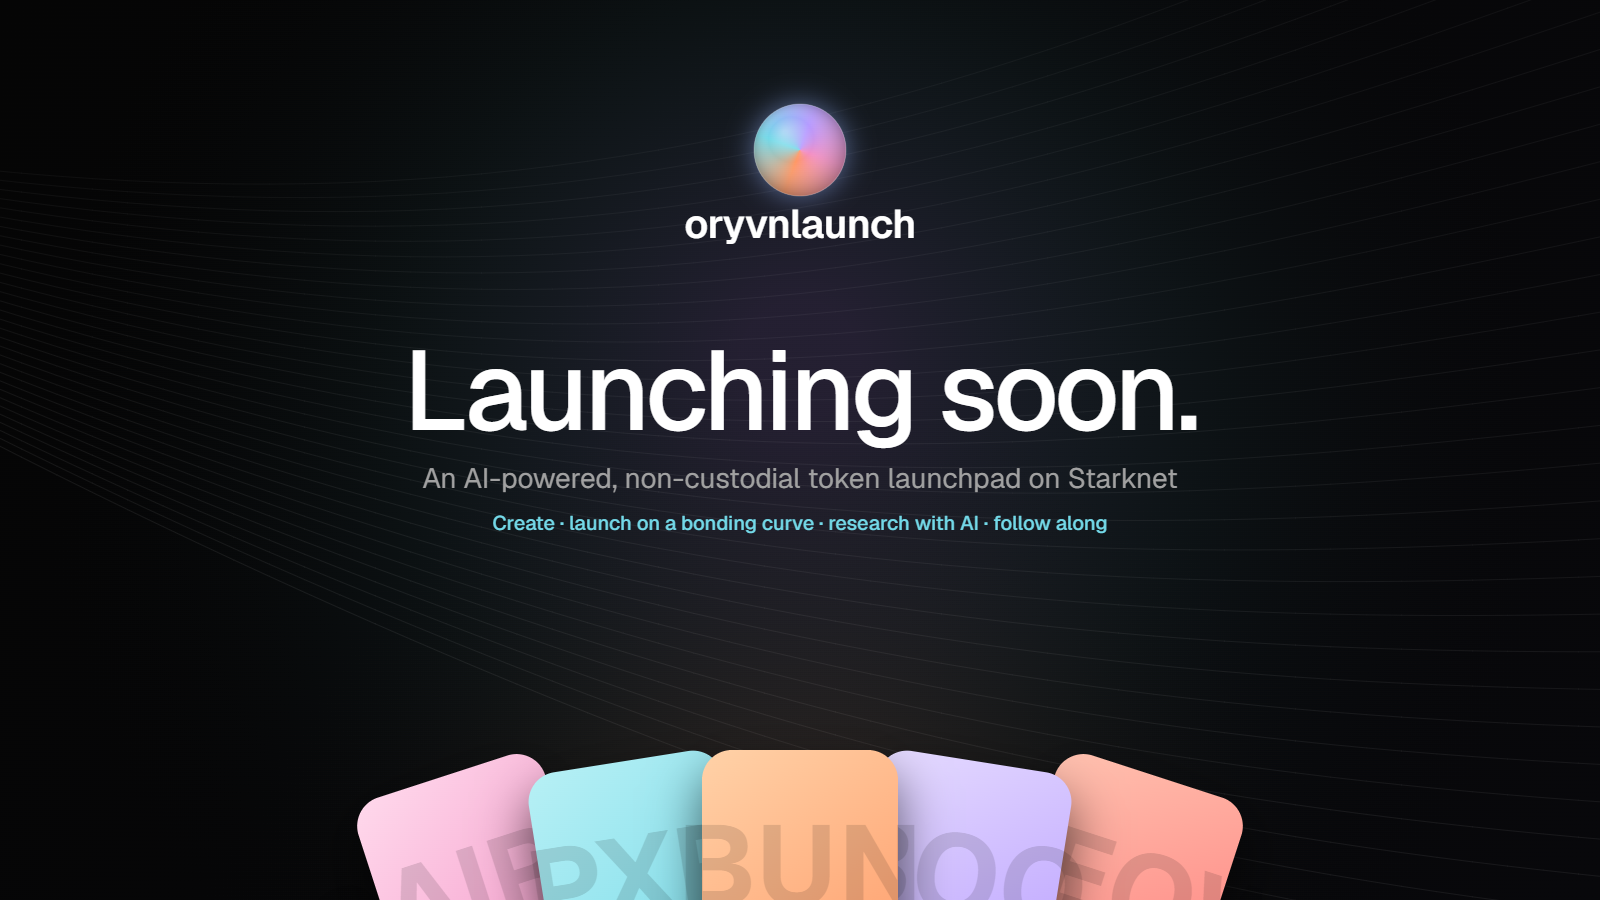 oryvnlaunch
Launching soon.
An AI-powered, non-custodial token launchpad on Starknet
Create · launch on a bonding curve · research with AI · follow along
BUN